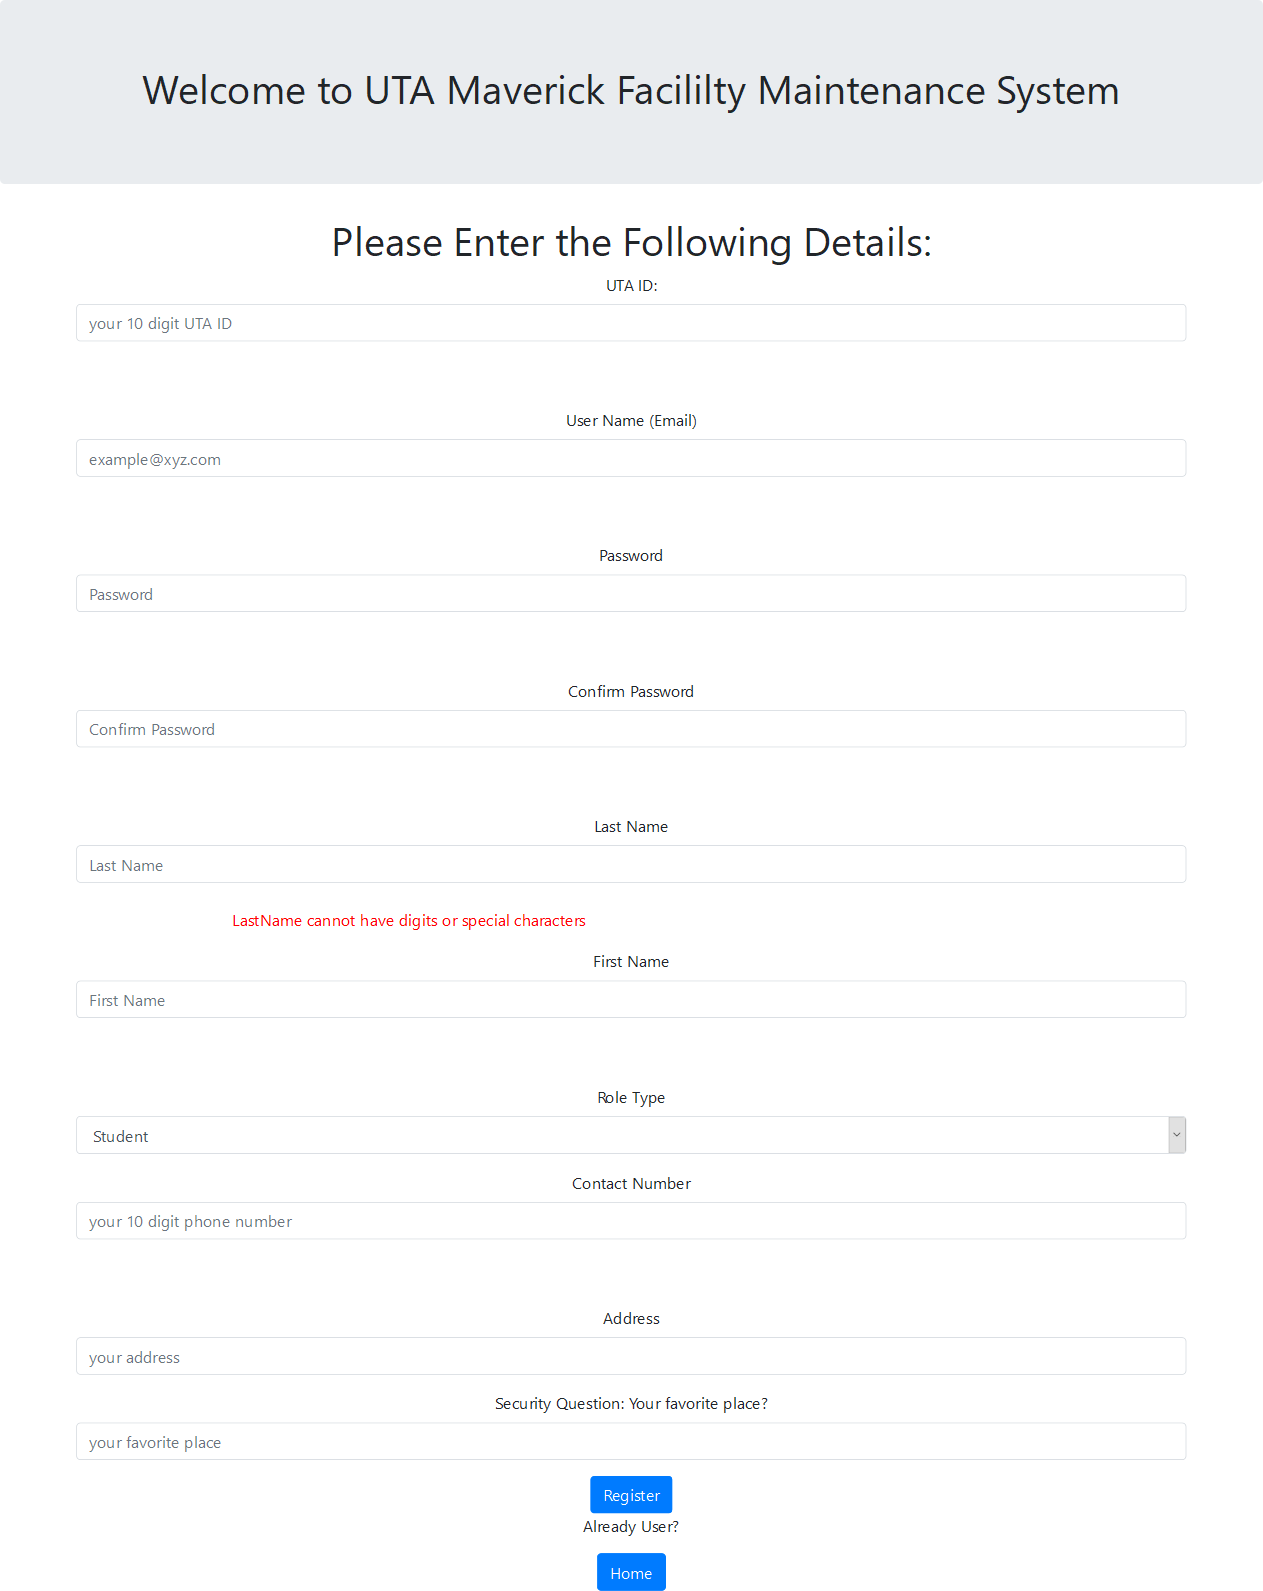 Welcome to UTA Maverick Facililty Maintenance System
Please Enter the Following Details:
UTA ID:
your 10 digit UTA ID
User Name (Email)
example@xyz.com
Password
Password
Confirm Password
Confirm Password
Last Name
Last Name
LastName cannot have digits or special characters
First Name
First Name
Role Type
Student
Contact Number
your 10 digit phone number
Address
your address
Security Question: Your favorite place?
your favorite place
Register
Already User?
Home